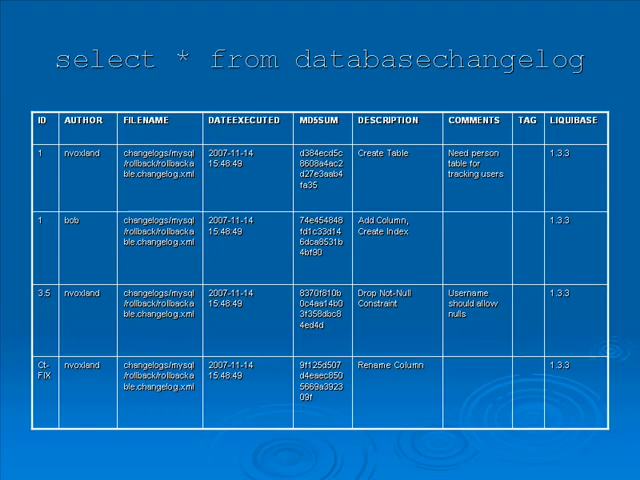 select * from databasechangelog
ID AUTHOR FILENAME DATEEXECUTED MD5SUM DESCRIPTION COMMENTS TAG LIQUIBASE
1 nvoxland changelogs/mysql 2007-11-14 d384ecd5c Create Table Need person 1.3.3
/rollback/rollbacka 15:48:49 8608a4ac2 table for
ble.changelog.xml d27e3aab4 tracking users
fa35
1 bob changelogs/mysql 2007-11-14 74e454848 Add Column, 1.3.3
/rollback/rollbacka 15:48:49 fd1c33d14 Create Index
ble.changelog.xml 6dca8531b
4bf90
3.5 nvoxland changelogs/mysql 2007-11-14 8370f810b Drop Not-Null Username 1.3.3
/rollback/rollbacka 15:48:49 0c4aa14b0 Constraint should allow
ble.changelog.xml 3f358dbc8 nulls
4ed4d
Ct- nvoxland changelogs/mysql 2007-11-14 9f125d507 Rename Column 1.3.3
FIX /rollback/rollbacka 15:48:49 d4eaec850
ble.changelog.xml 5669a3923
09f